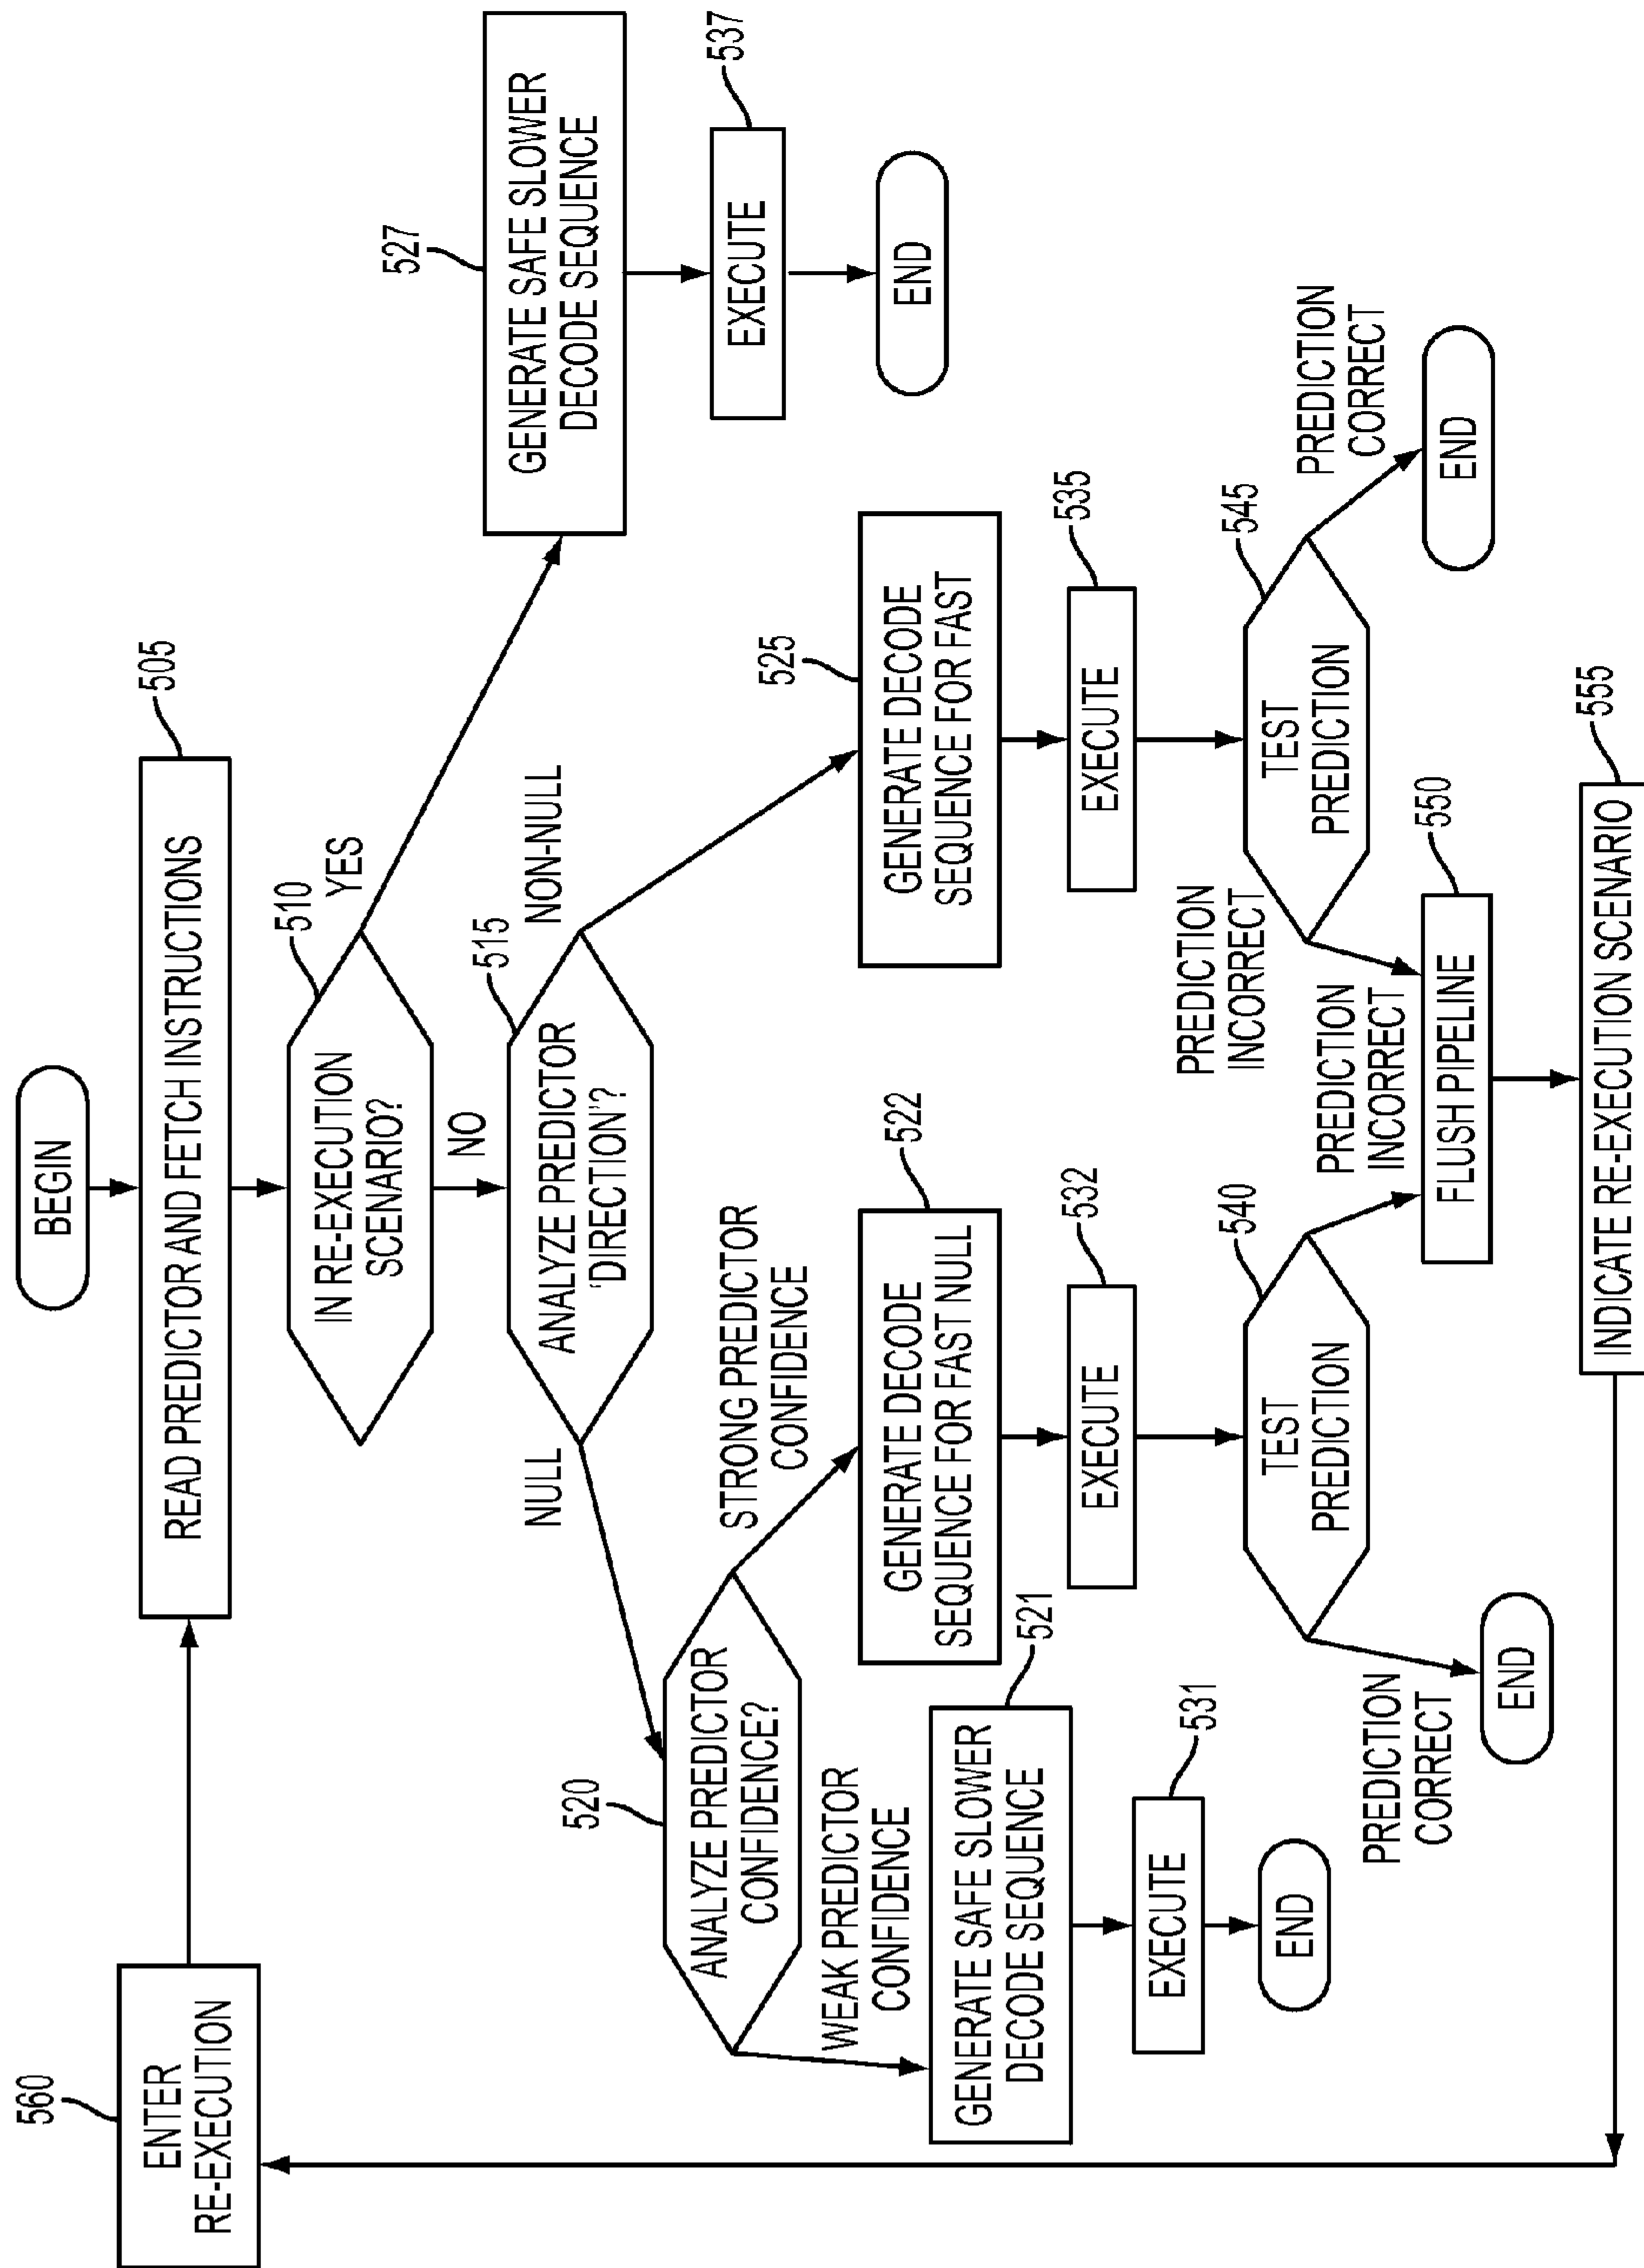 BEGIN
505
READ PREDICTOR AND FETCH INSTRUCTIONS
560
ENTER
RE-EXECUTION
510
IN RE-EXECUTION
SCENARIO?
YES
NO
527
GENERATE SAFE SLOWER
DECODE SEQUENCE
537
EXECUTE
END
515
ANALYZE PREDICTOR
'DIRECTION'?
NULL
NON-NULL
520
ANALYZE PREDICTOR
CONFIDENCE?
STRONG PREDICTOR
CONFIDENCE
WEAK PREDICTOR
CONFIDENCE
521
GENERATE SAFE SLOWER
DECODE SEQUENCE
531
EXECUTE
END
522
GENERATE DECODE
SEQUENCE FOR FAST NULL
532
EXECUTE
540
TEST
PREDICTION
PREDICTION
CORRECT
END
PREDICTION
INCORRECT
525
GENERATE DECODE
SEQUENCE FOR FAST
535
EXECUTE
545
TEST
PREDICTION
PREDICTION
INCORRECT
PREDICTION
CORRECT
END
550
FLUSH PIPELINE
555
INDICATE RE-EXECUTION SCENARIO